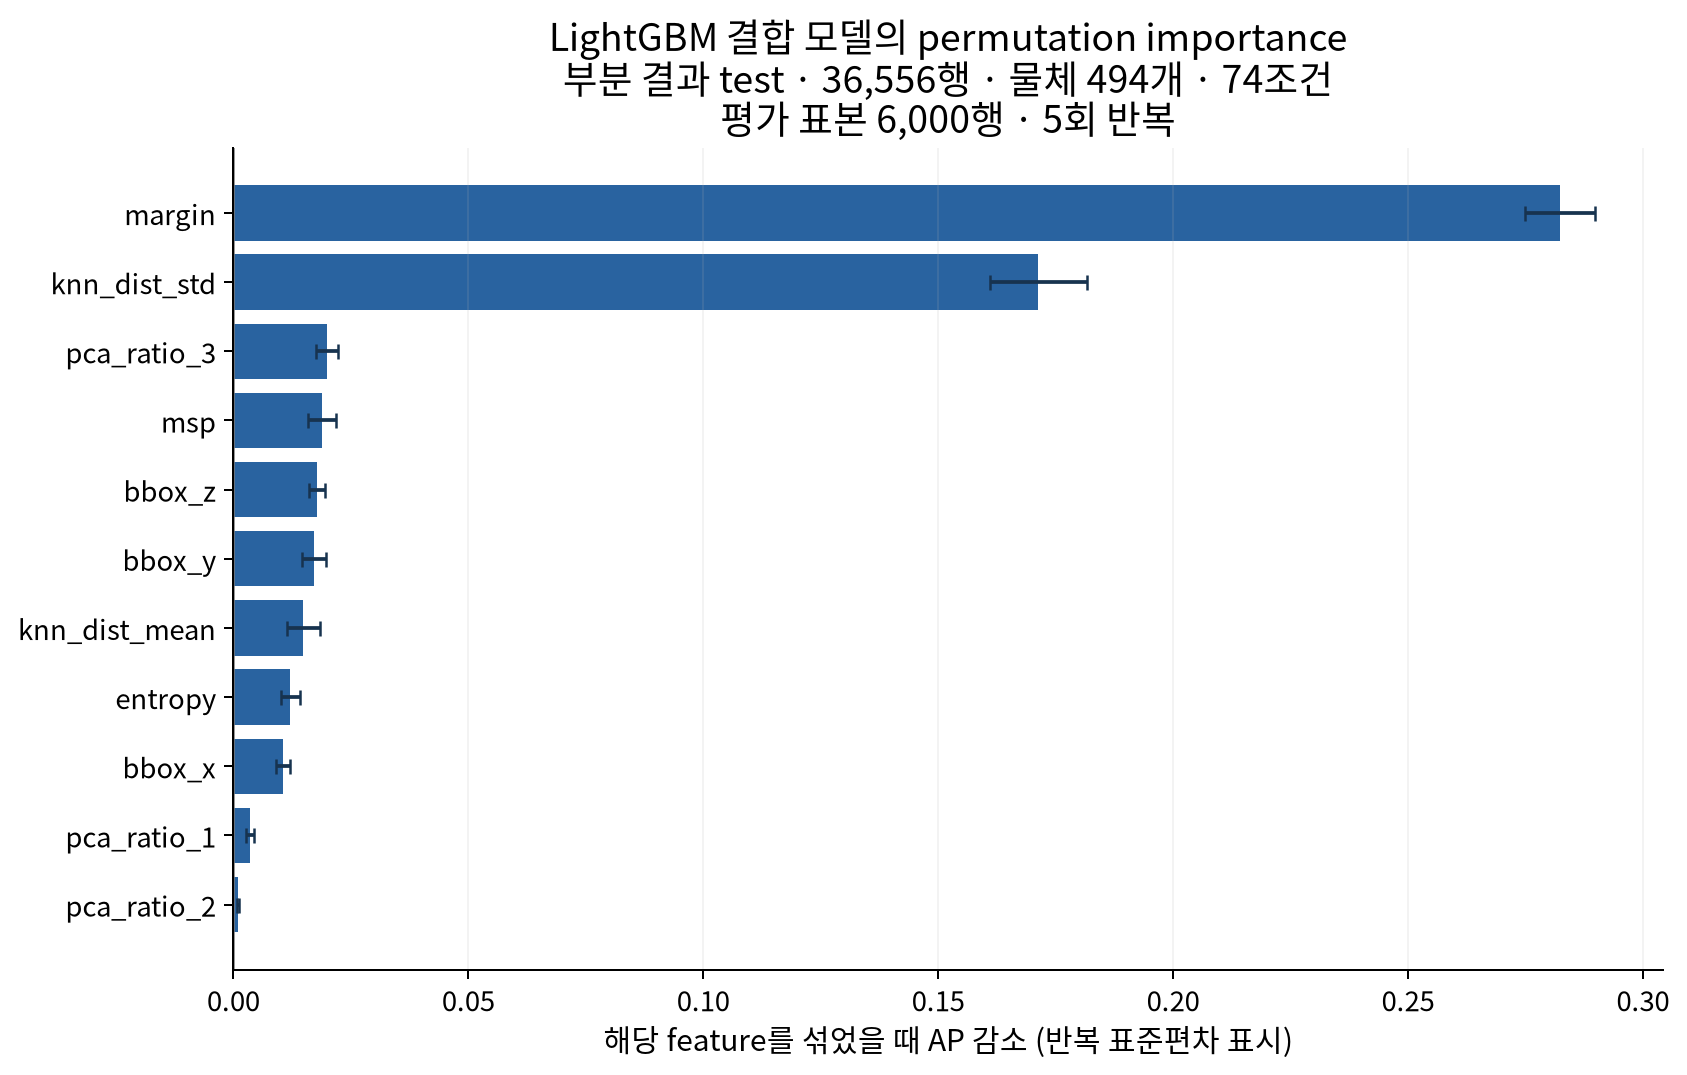 LightGBM 결합 모델의 permutation importance
부분 결과 test · 36,556행 · 물체 494개 · 74조건
평가 표본 6,000행 · 5회 반복
margin
knn_dist_std
pca_ratio_3
msp
bbox_z
bbox_y
knn_dist_mean
entropy
bbox_x
pca_ratio_1
pca_ratio_2
0.00 0.05 0.10 0.15 0.20 0.25 0.30
해당 feature를 섞었을 때 AP 감소 (반복 표준편차 표시)